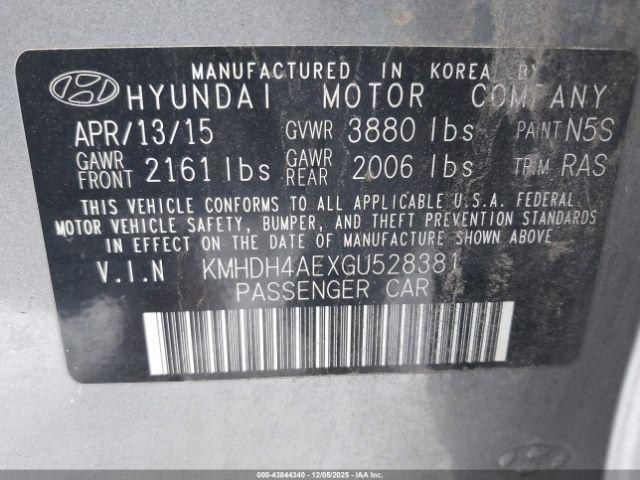 MANUFACTURED IN KOREA BY
HYUNDAI MOTOR COMPANY
APR/13/15 GVWR 3880 lbs PAINT N5S
GAWR FRONT 2161 lbs GAWR REAR 2006 lbs TRIM RAS
THIS VEHICLE CONFORMS TO ALL APPLICABLE U.S.A. FEDERAL
MOTOR VEHICLE SAFETY, BUMPER, AND THEFT PREVENTION STANDARDS
IN EFFECT ON THE DATE OF MANUFACTURE SHOWN ABOVE
V.I.N KMHDH4AEXGU528381
PASSENGER CAR
000-43844340 - 12/05/2025 - IAA, Inc.